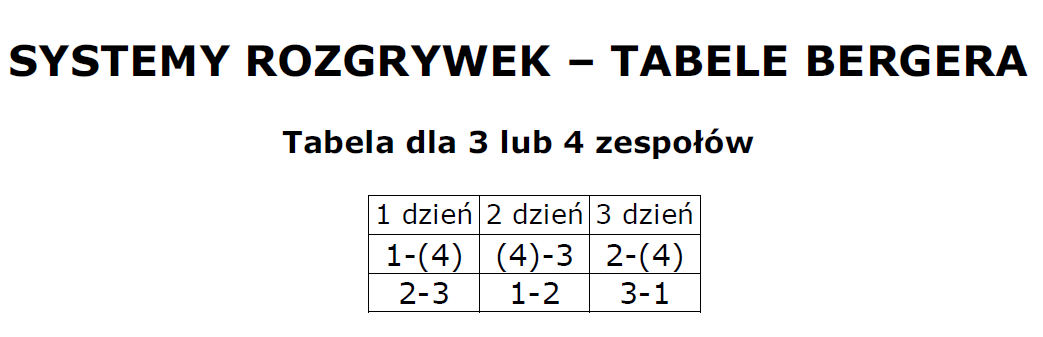 SYSTEMY ROZGRYWEK – TABELE BERGERA
Tabela dla 3 lub 4 zespołów
1 dzień 2 dzień 3 dzień
1-(4) (4)-3 2-(4)
2-3 1-2 3-1